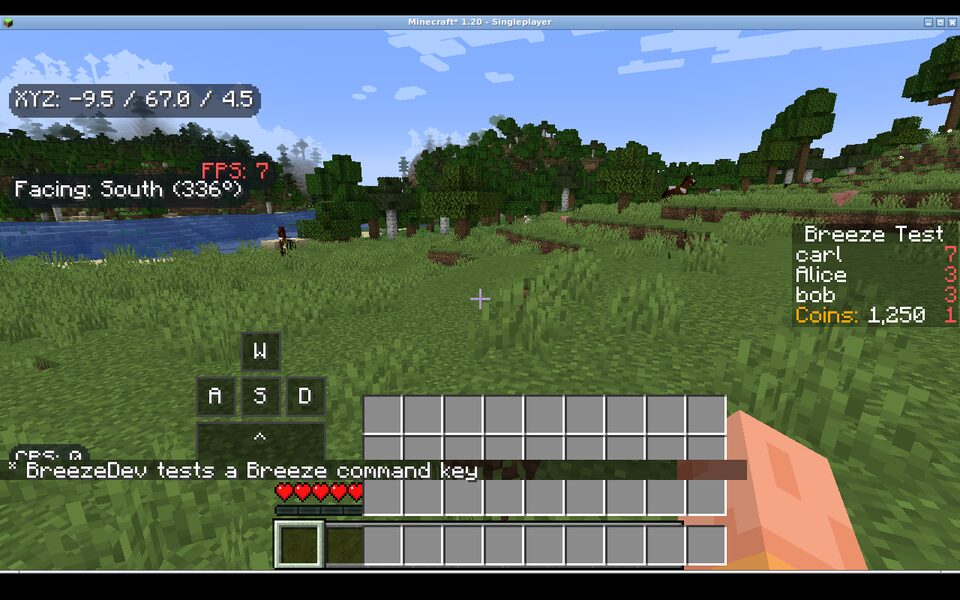 Minecraft* 1.20 - Singleplayer
XYZ: -9.5 / 67.0 / 4.5
FPS: 7
Facing: South (336°)
Breeze Test
carl 7
Alice 3
bob 3
Coins: 1,250 1
W
A S D
^
CPS: 0
* BreezeDev tests a Breeze command key